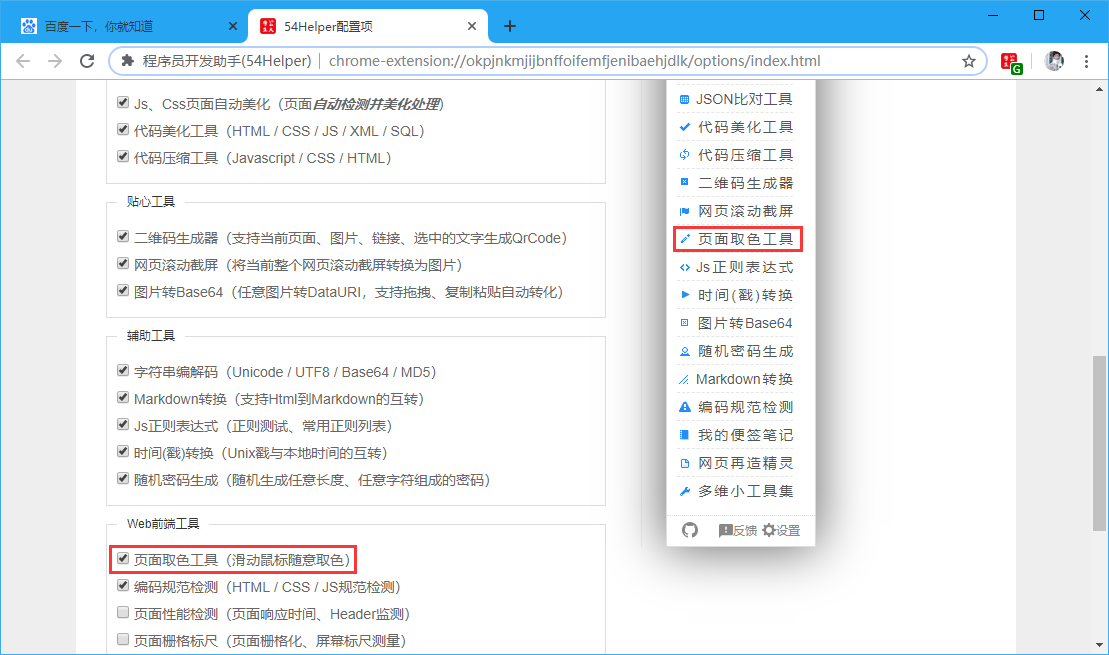 百度一下，你就知道
54Helper配置项
程序员开发助手(54Helper)
chrome-extension://okpjnkmjijbnffoifemfjenibaehjdlk/options/index.html
Js、Css页面自动美化（页面自动检测并美化处理）
代码美化工具（HTML / CSS / JS / XML / SQL）
代码压缩工具（Javascript / CSS / HTML）
贴心工具
二维码生成器（支持当前页面、图片、链接、选中的文字生成QrCode）
网页滚动截屏（将当前整个网页滚动截屏转换为图片）
图片转Base64（任意图片转DataURI，支持拖拽、复制粘贴自动转化）
辅助工具
字符串编解码（Unicode / UTF8 / Base64 / MD5）
Markdown转换（支持Html到Markdown的互转）
Js正则表达式（正则测试、常用正则列表）
时间(戳)转换（Unix戳与本地时间的互转）
随机密码生成（随机生成任意长度、任意字符组成的密码）
Web前端工具
页面取色工具（滑动鼠标随意取色）
编码规范检测（HTML / CSS / JS规范检测）
页面性能检测（页面响应时间、Header监测）
页面栅格标尺（页面栅格化、屏幕标尺测量）
JSON比对工具
代码美化工具
代码压缩工具
二维码生成器
网页滚动截屏
页面取色工具
Js正则表达式
时间(戳)转换
图片转Base64
随机密码生成
Markdown转换
编码规范检测
我的便签笔记
网页再造精灵
多维小工具集
反馈 设置